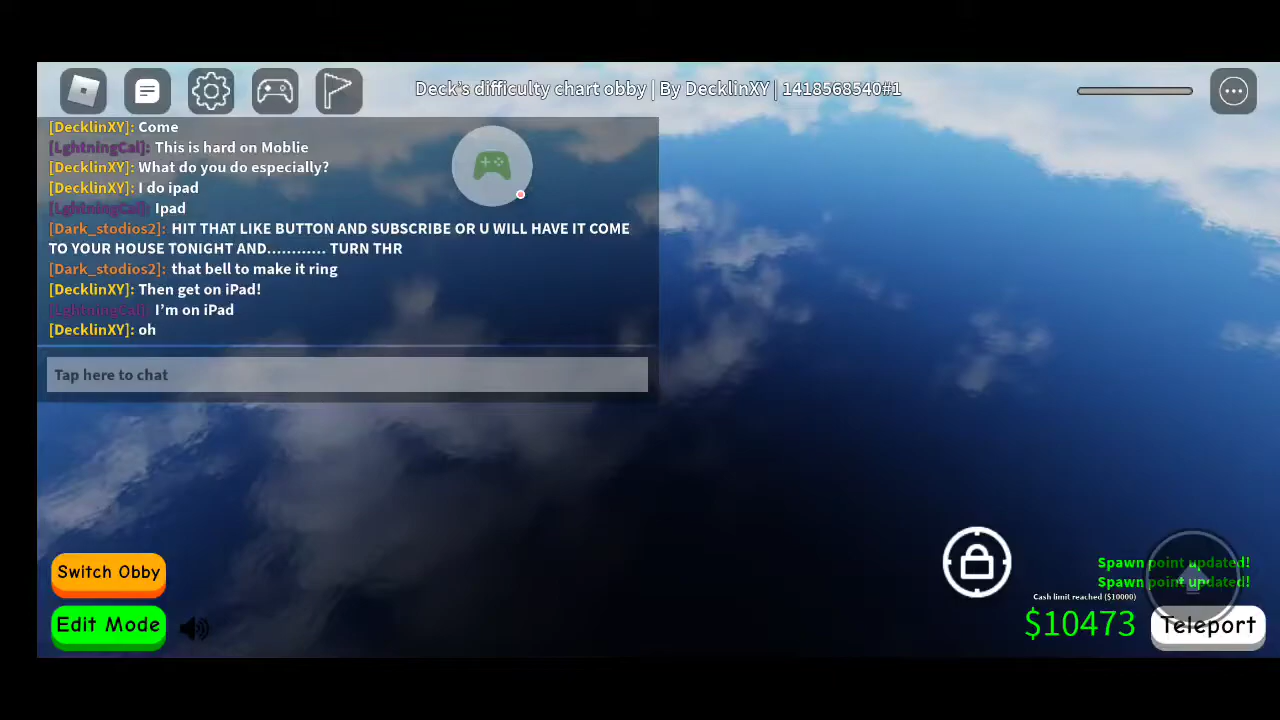 Deck's difficulty chart obby | By DecklinXY | 1418568540#1
[DecklinXY]: Come
[LghtningCal]: This is hard on Moblie
[DecklinXY]: What do you do especially?
[DecklinXY]: I do ipad
[LghtningCal]: Ipad
[Dark_stodios2]: HIT THAT LIKE BUTTON AND SUBSCRIBE OR U WILL HAVE IT COME
TO YOUR HOUSE TONIGHT AND............ TURN THR
[Dark_stodios2]: that bell to make it ring
[DecklinXY]: Then get on iPad!
[LghtningCal]: I'm on iPad
[DecklinXY]: oh
Tap here to chat
Switch Obby
Edit Mode
Spawn point updated!
Spawn point updated!
Cash limit reached ($10000)
$10473
Teleport